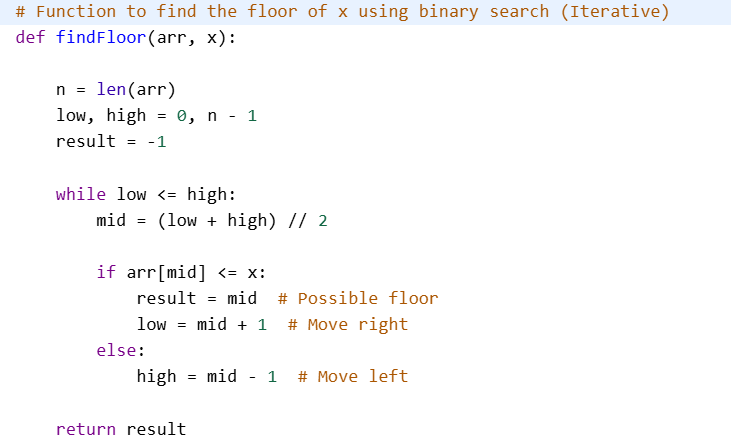 # Function to find the floor of x using binary search (Iterative)
def findFloor(arr, x):
    n = len(arr)
    low, high = 0, n - 1
    result = -1
    while low <= high:
        mid = (low + high) // 2
        if arr[mid] <= x:
            result = mid  # Possible floor
            low = mid + 1  # Move right
        else:
            high = mid - 1  # Move left
    return result